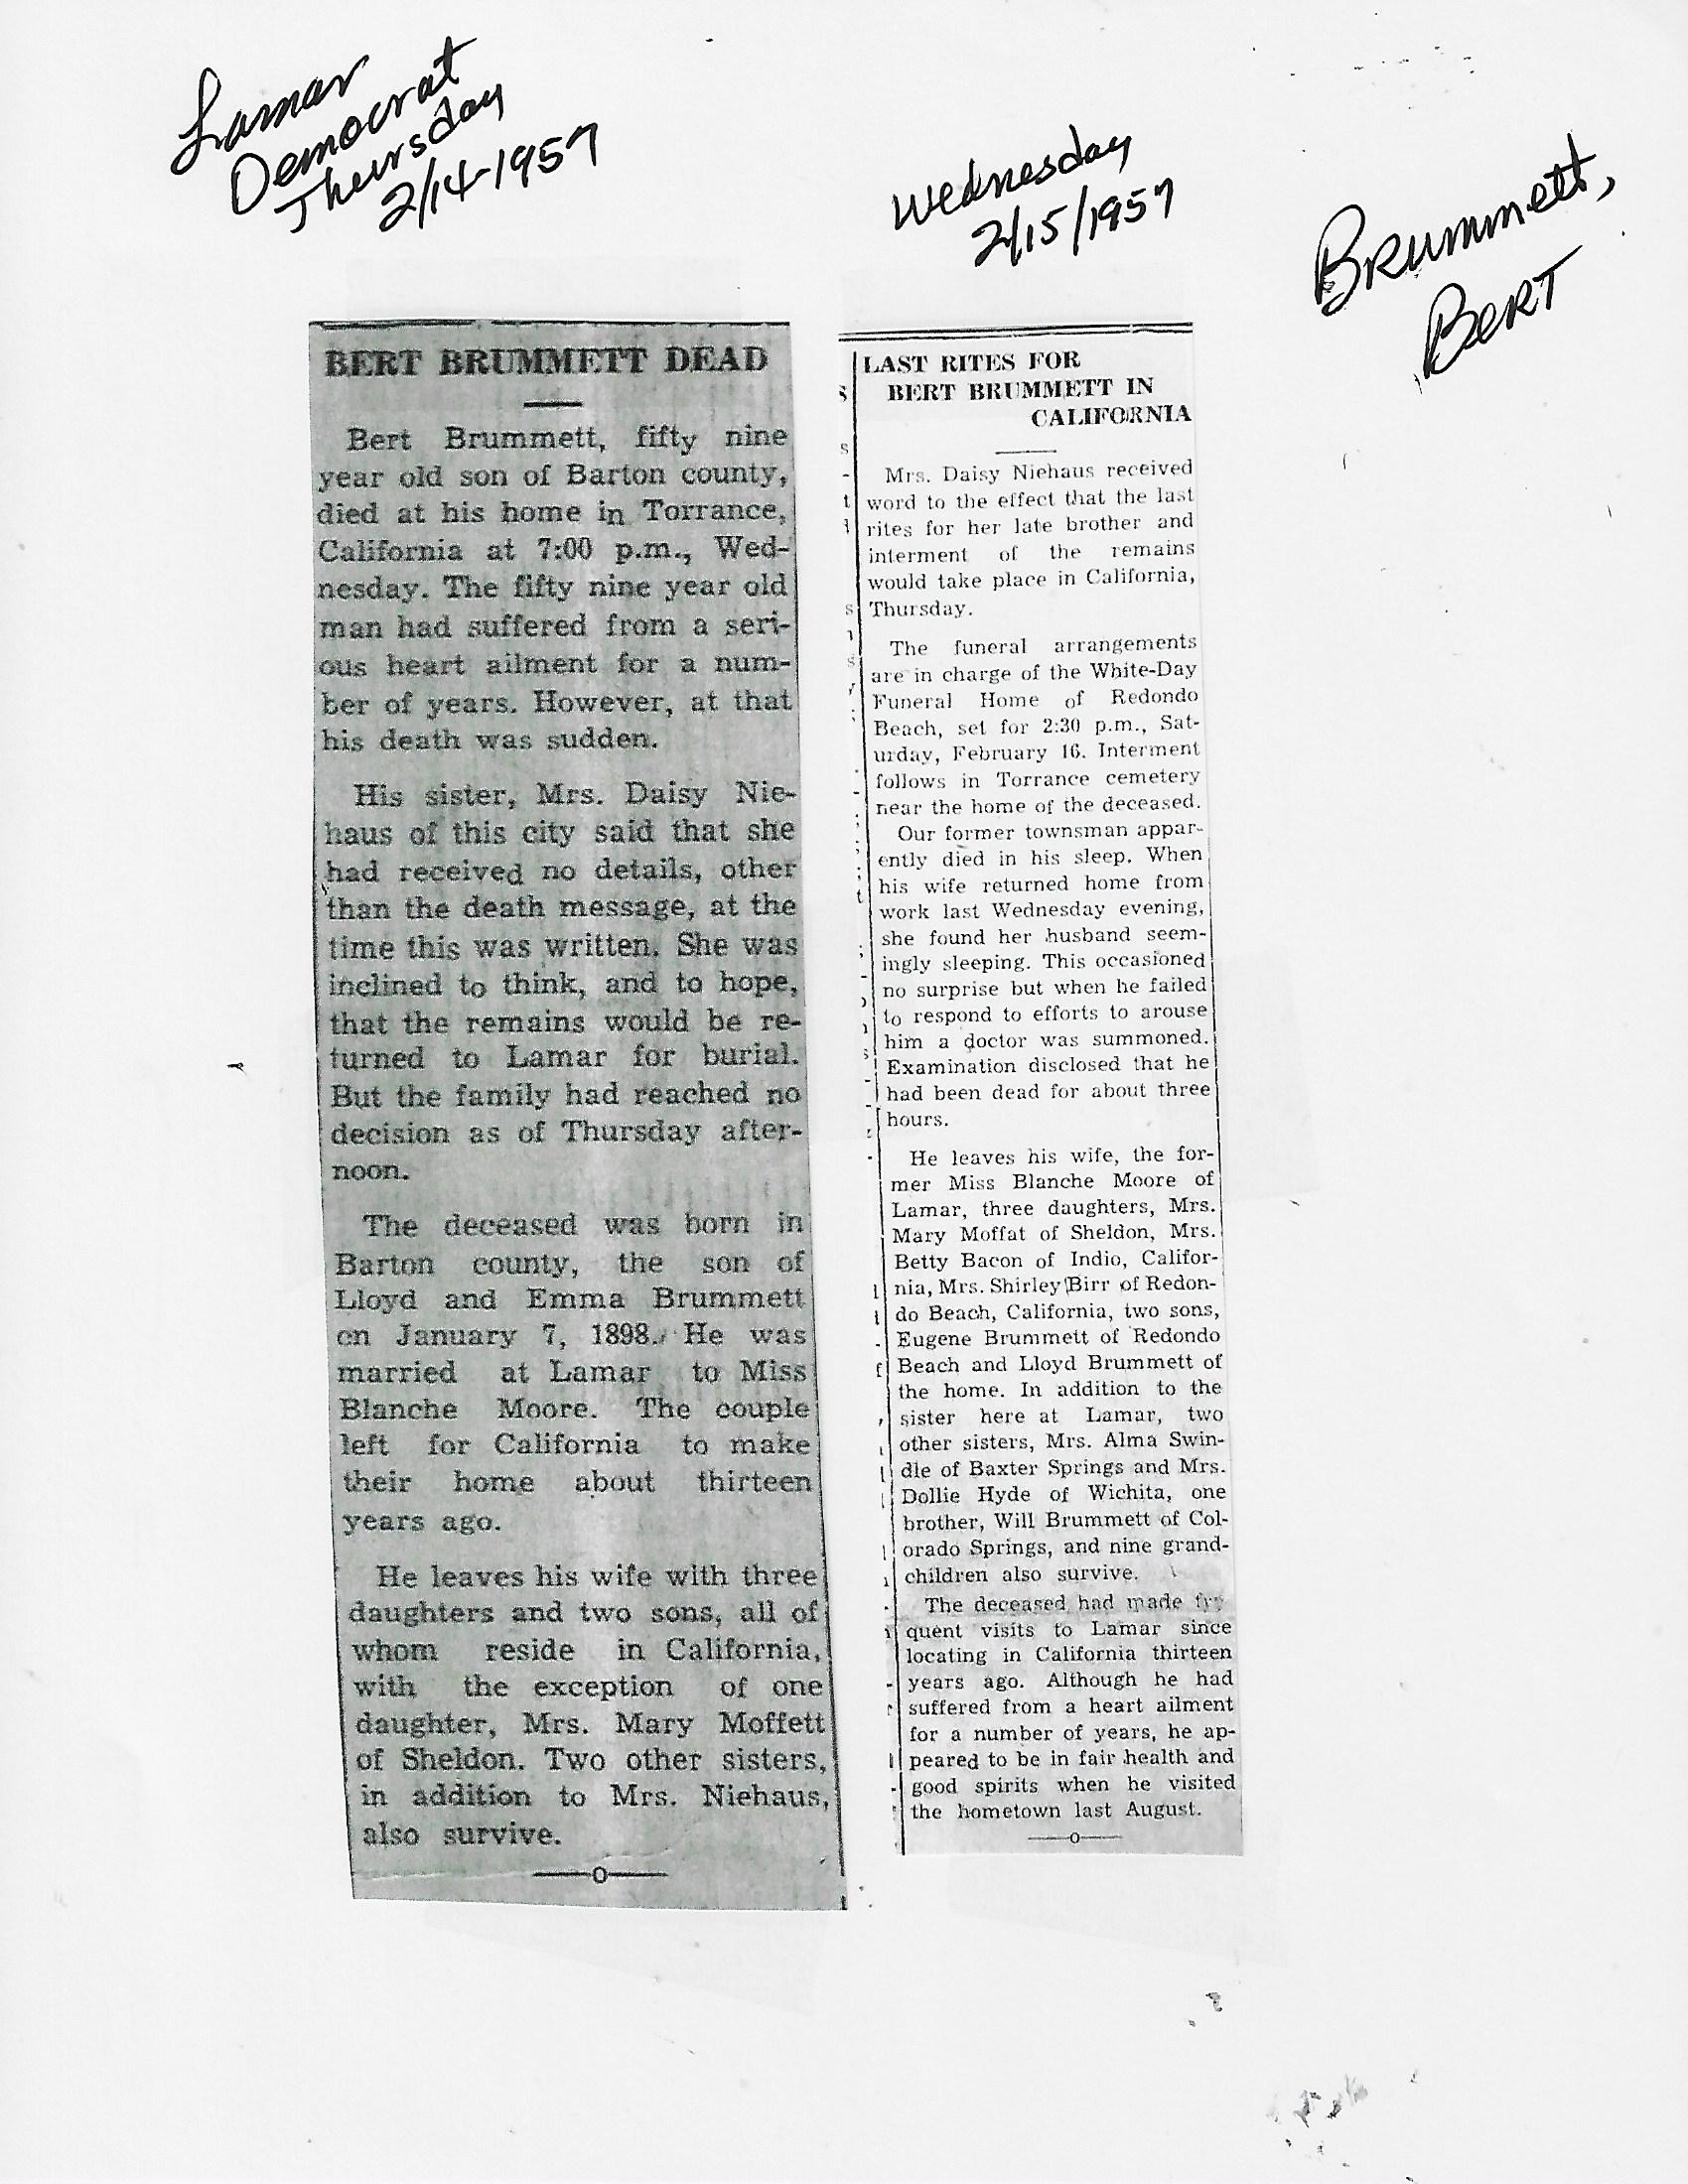 Lamar
Democrat
Thursday
2/14-1957
Wednesday
2/15/1957
Brummett,
Bert
BERT BRUMMETT DEAD
Bert Brummett, fifty nine
year old son of Barton county,
died at his home in Torrance,
California at 7:00 p.m., Wed-
nesday. The fifty nine year old
man had suffered from a seri-
ous heart ailment for a num-
ber of years. However, at that
his death was sudden.
His sister, Mrs. Daisy Nie-
haus of this city said that she
had received no details, other
than the death message, at the
time this was written. She was
inclined to think, and to hope,
that the remains would be re-
turned to Lamar for burial.
But the family had reached no
decision as of Thursday after-
noon.
The deceased was born in
Barton county, the son of
Lloyd and Emma Brummett
on January 7, 1898. He was
married at Lamar to Miss
Blanche Moore. The couple
left for California to make
their home about thirteen
years ago.
He leaves his wife with three
daughters and two sons, all of
whom reside in California,
with the exception of one
daughter, Mrs. Mary Moffett
of Sheldon. Two other sisters,
in addition to Mrs. Niehaus,
also survive.
LAST RITES FOR
BERT BRUMMETT IN
CALIFORNIA
Mrs. Daisy Niehaus received
word to the effect that the last
rites for her late brother and
interment of the remains
would take place in California,
Thursday.
The funeral arrangements
are in charge of the White-Day
Funeral Home of Redondo
Beach, set for 2:30 p.m., Sat-
urday, February 16. Interment
follows in Torrance cemetery
near the home of the deceased.
Our former townsman appar-
ently died in his sleep. When
his wife returned home from
work last Wednesday evening,
she found her husband seem-
ingly sleeping. This occasioned
no surprise but when he failed
to respond to efforts to arouse
him a doctor was summoned.
Examination disclosed that he
had been dead for about three
hours.
He leaves his wife, the for-
mer Miss Blanche Moore of
Lamar, three daughters, Mrs.
Mary Moffat of Sheldon, Mrs.
Betty Bacon of Indio, Califor-
nia, Mrs. Shirley Birr of Redon-
do Beach, California, two sons,
Eugene Brummett of Redondo
Beach and Lloyd Brummett of
the home. In addition to the
sister here at Lamar, two
other sisters, Mrs. Alma Swin-
dle of Baxter Springs and Mrs.
Dollie Hyde of Wichita, one
brother, Will Brummett of Col-
orado Springs, and nine grand-
children also survive.
The deceased had made
quent visits to Lamar since
locating in California thirteen
years ago. Although he had
suffered from a heart ailment
for a number of years, he ap-
peared to be in fair health and
good spirits when he visited
the hometown last August.